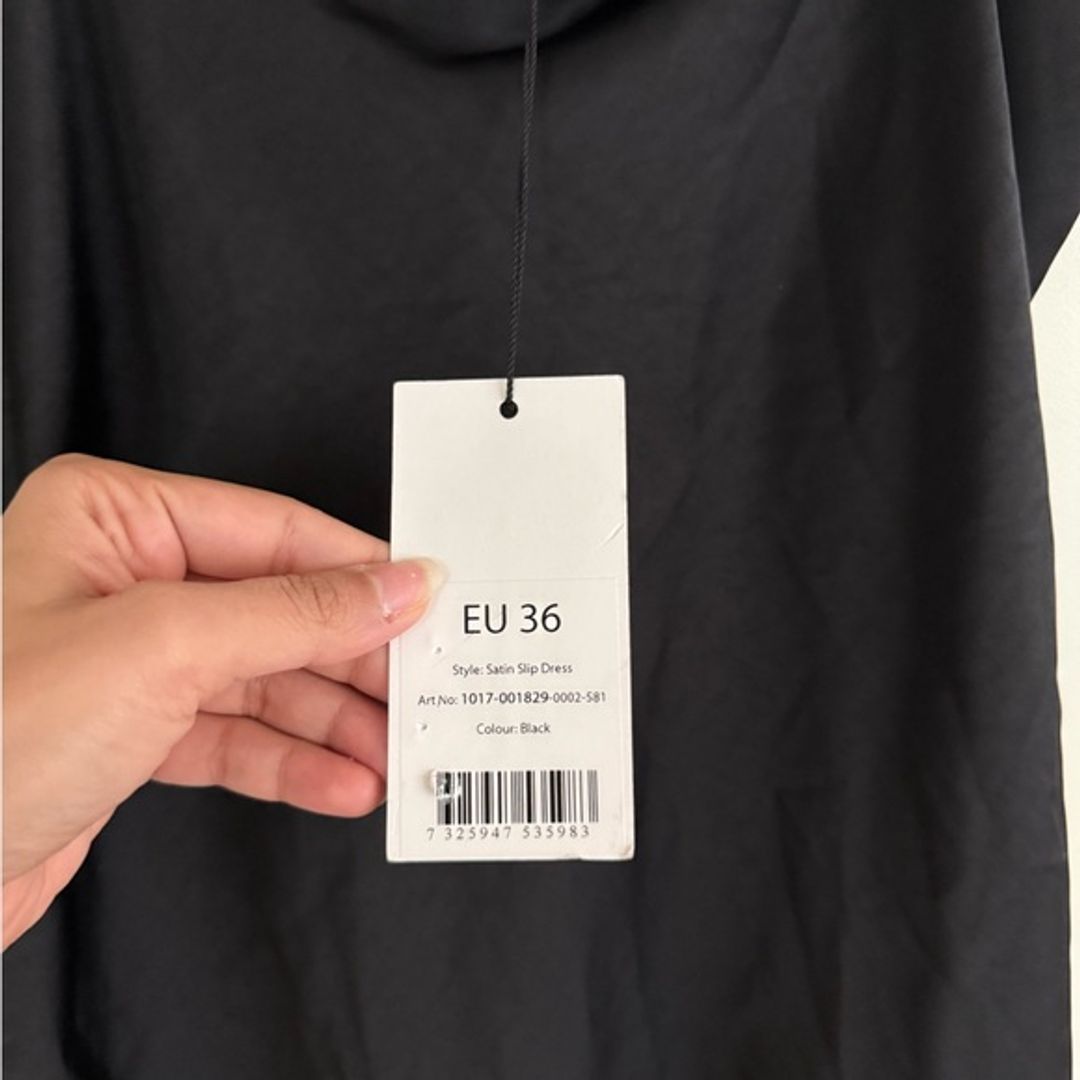 EU 36
Style: Satin Slip Dress
Art.No: 1017-001829-0002-581
Colour: Black
7 325947 535983